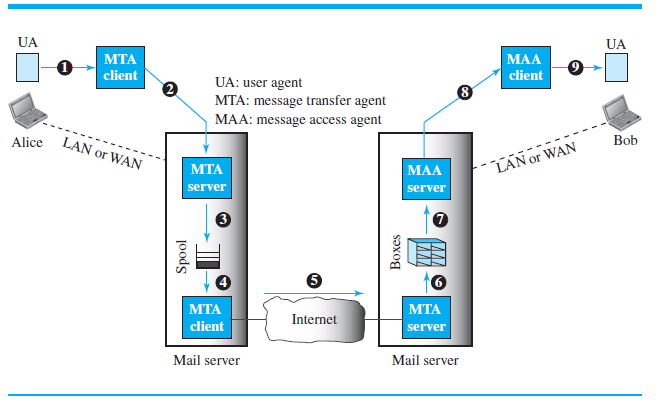 UA
1
MTA
client
2
UA: user agent
MTA: message transfer agent
MAA: message access agent
8
MAA
client
9
UA
Alice
LAN or WAN
MTA
server
3
Spool
4
MTA
client
Mail server
5
Internet
MAA
server
7
Boxes
6
MTA
server
Mail server
LAN or WAN
Bob